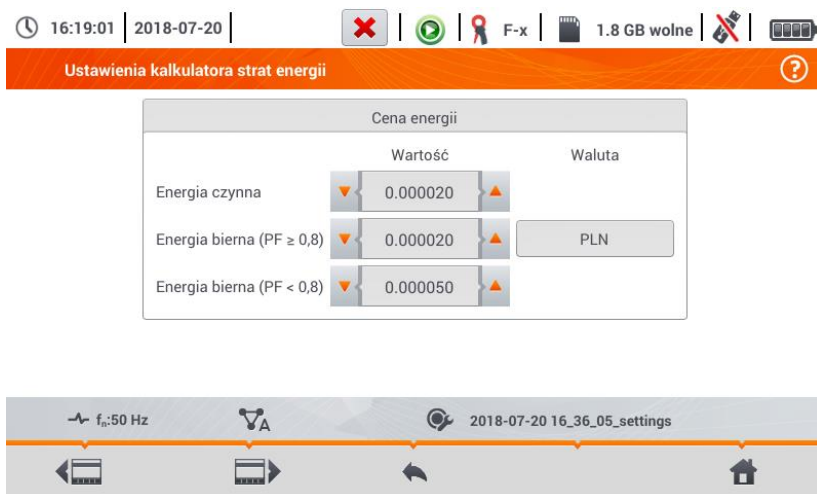 16:19:01 2018-07-20 F-x 1.8 GB wolne
Ustawienia kalkulatora strat energii ?
Cena energii
Wartość Waluta
Energia czynna 0.000020
Energia bierna (PF ≥ 0,8) 0.000020 PLN
Energia bierna (PF < 0,8) 0.000050
fn:50 Hz A 2018-07-20 16_36_05_settings